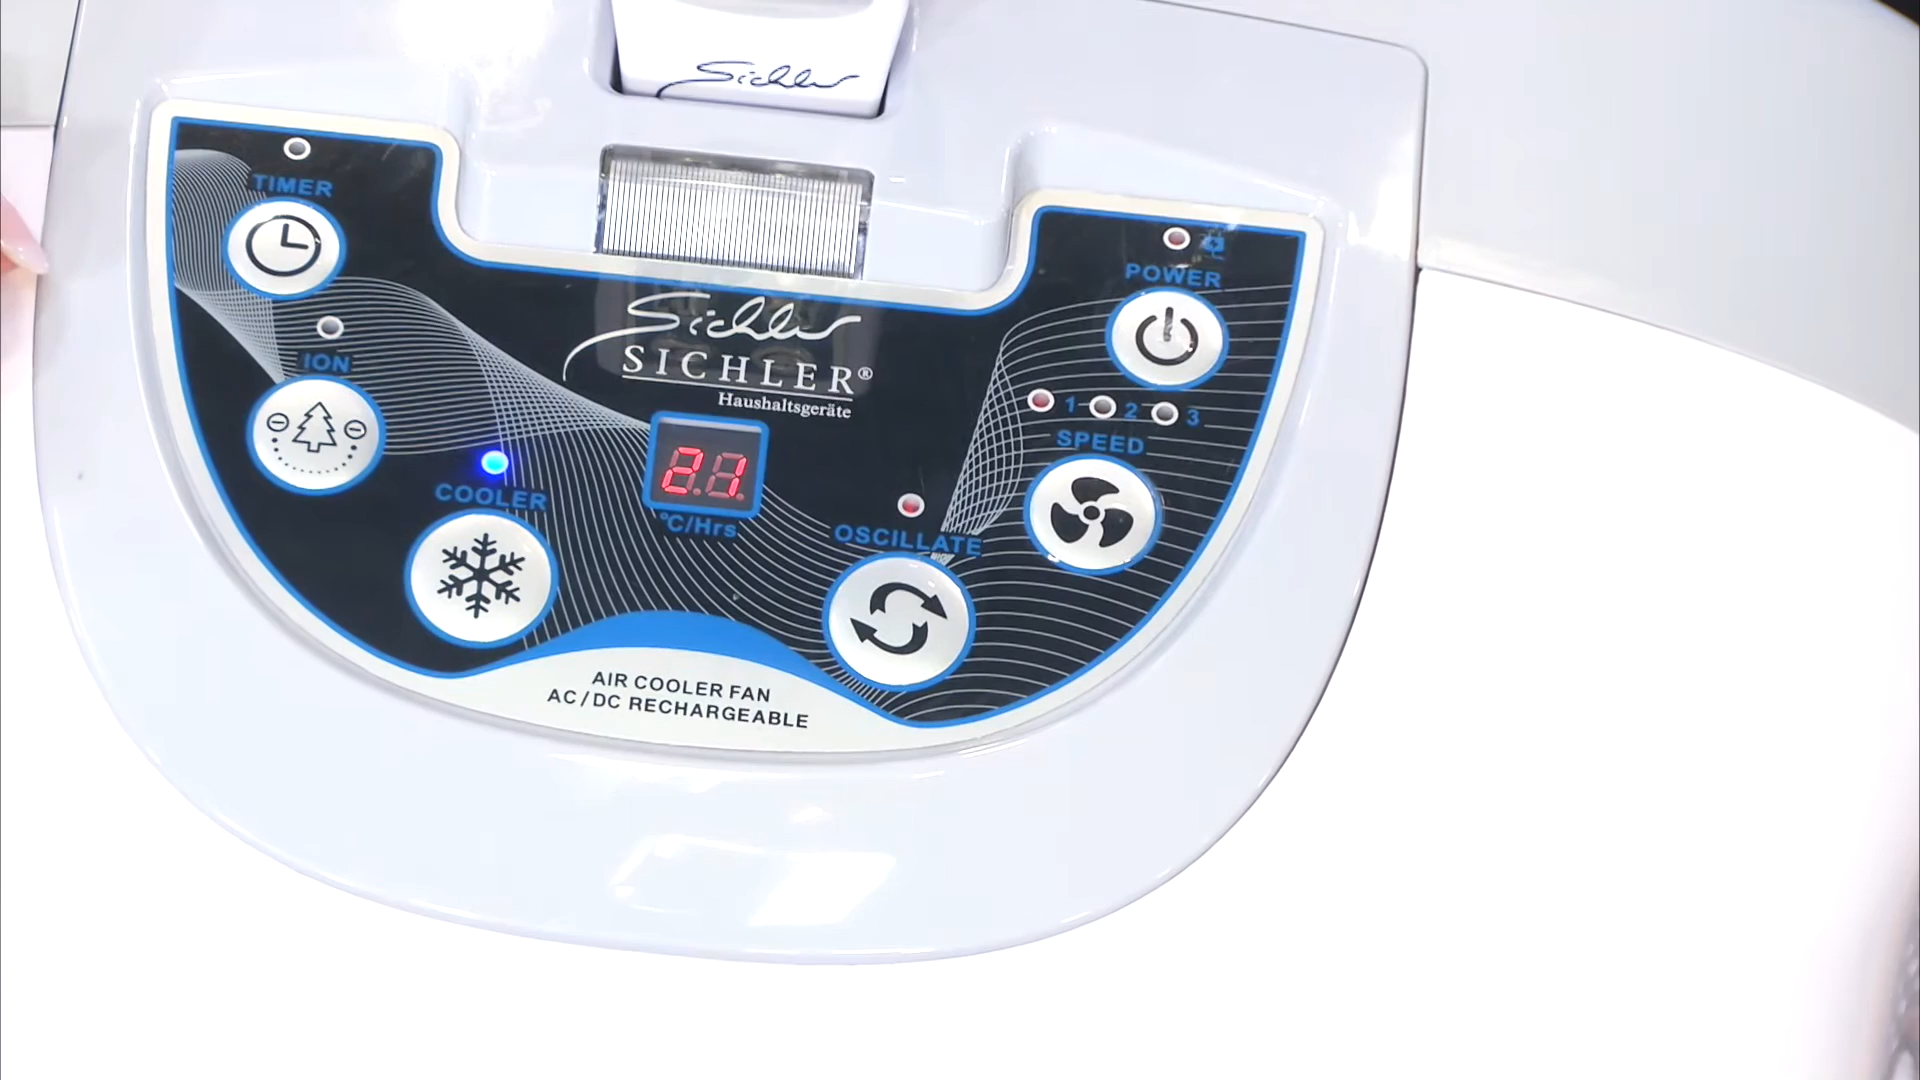 Sichler
TIMER
POWER
ION
Sichler
SICHLER®
Haushaltsgeräte
1 2 3
SPEED
COOLER
21
°C/Hrs
OSCILLATE
AIR COOLER FAN
AC/DC RECHARGEABLE